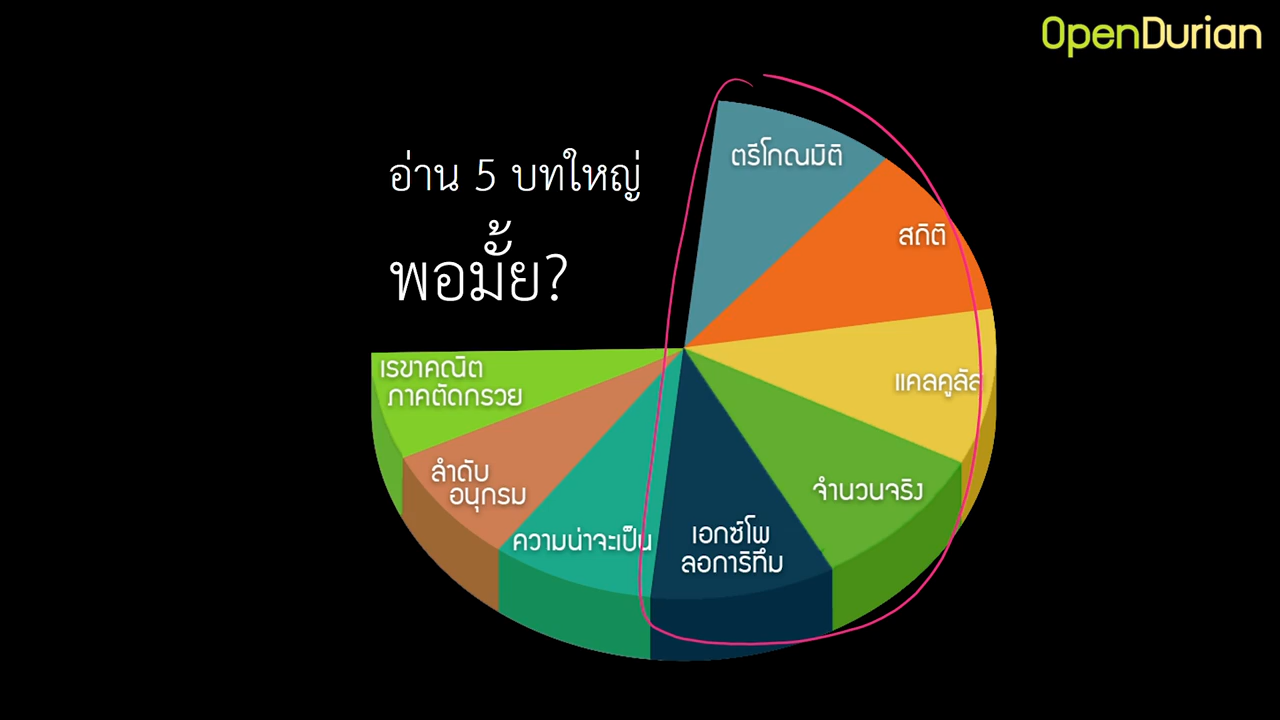 OpenDurian
อ่าน 5 บทใหญ่
พอมั้ย?
ตรีโกณมิติ
สถิติ
แคลคูลัส
จำนวนจริง
เอกซ์โพ
ลอการิทึม
ความน่าจะเป็น
ลำดับ
อนุกรม
เรขาคณิต
ภาคตัดกรวย